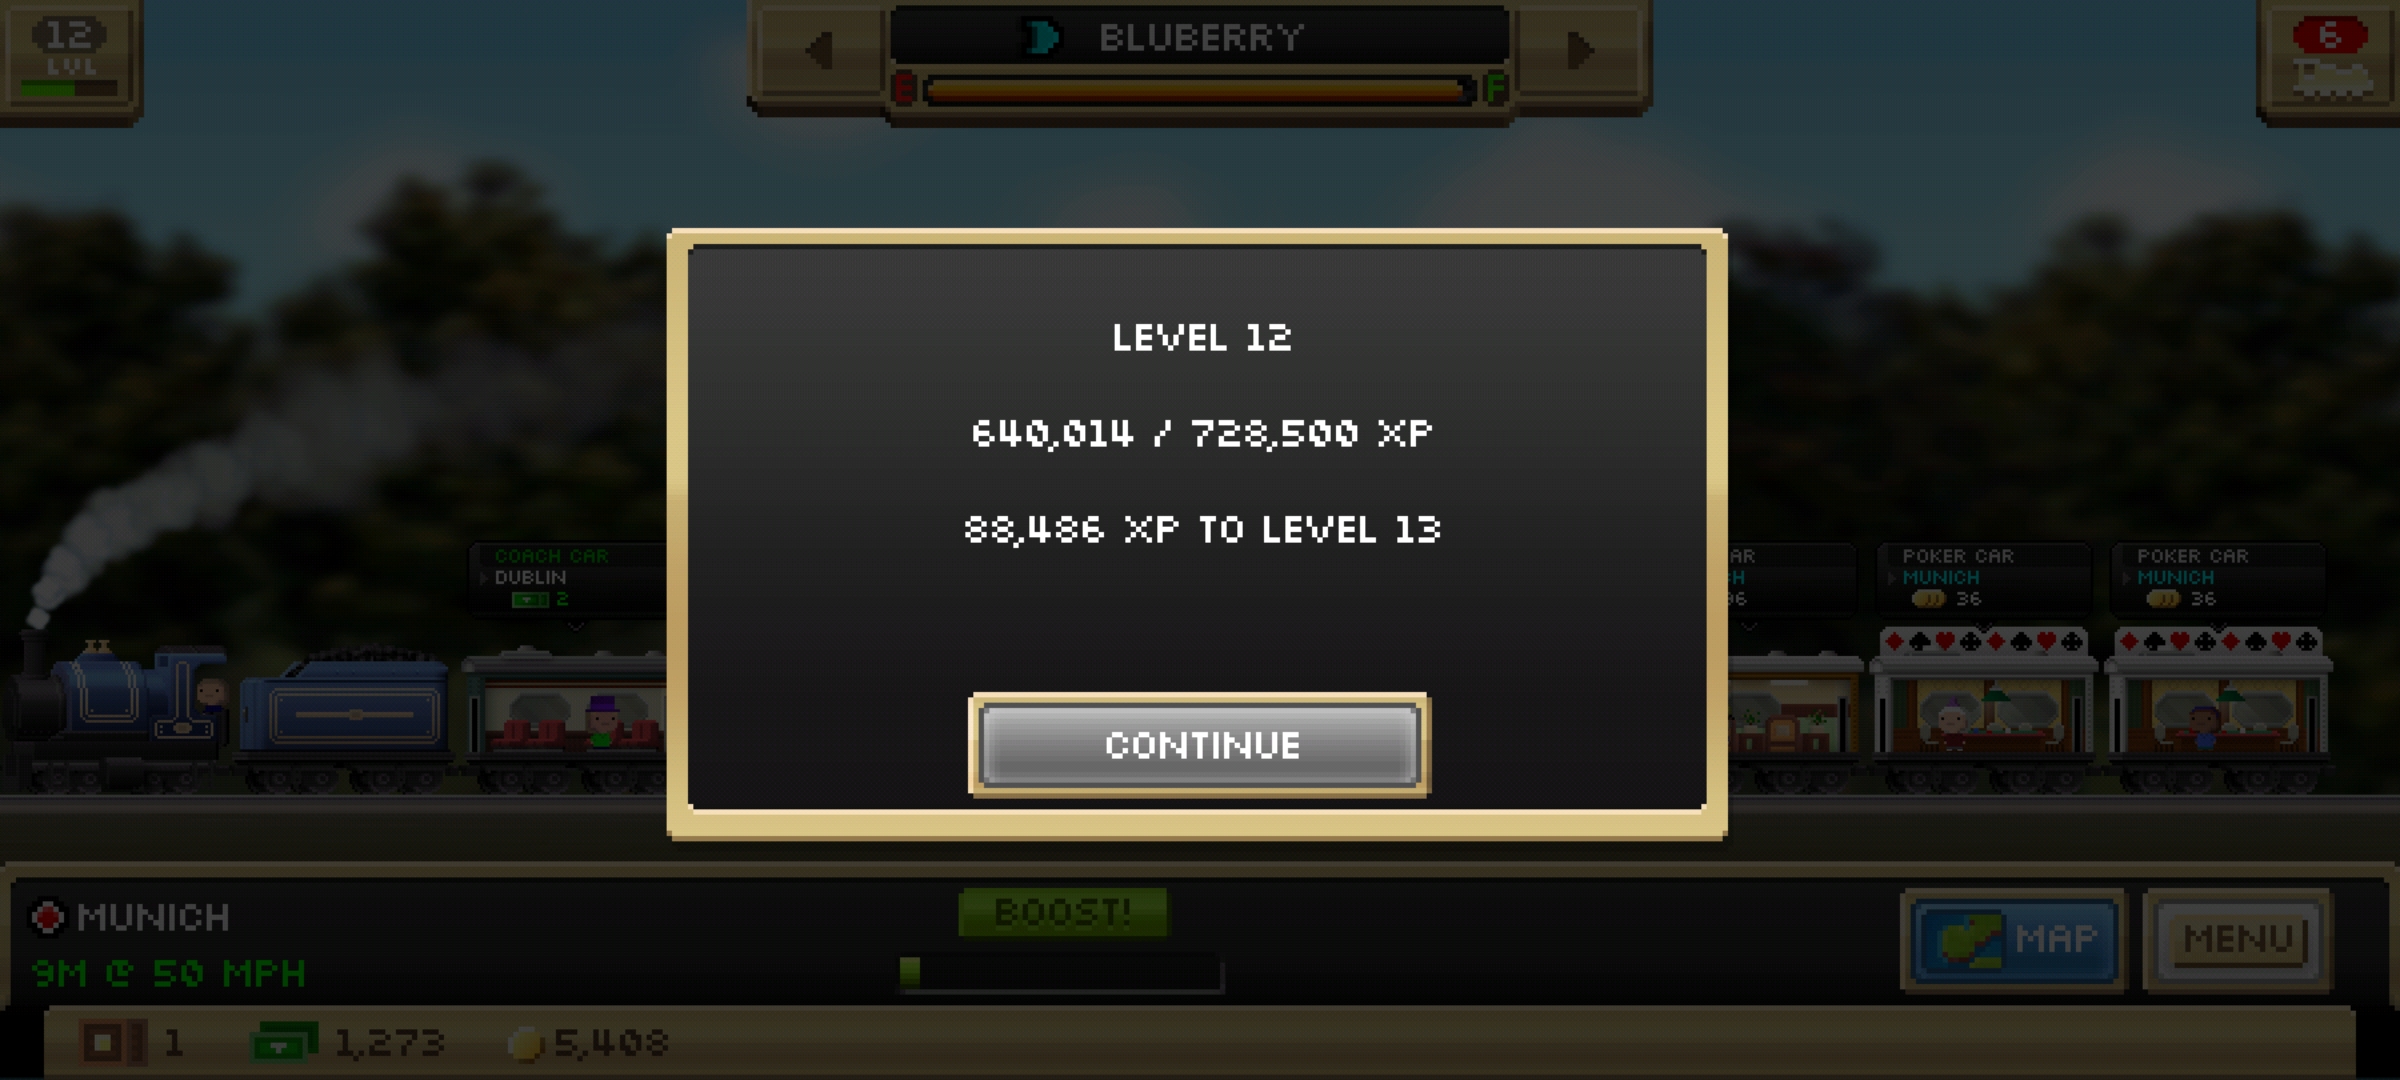 12
LVL
BLUBERRY
E
F
6
LEVEL 12
640,014 / 728,500 XP
88,486 XP TO LEVEL 13
CONTINUE
COACH CAR
DUBLIN
2
AR
POKER CAR
MUNICH
36
POKER CAR
MUNICH
36
MUNICH
9M @ 50 MPH
BOOST!
MAP
MENU
1
1,273
5,408